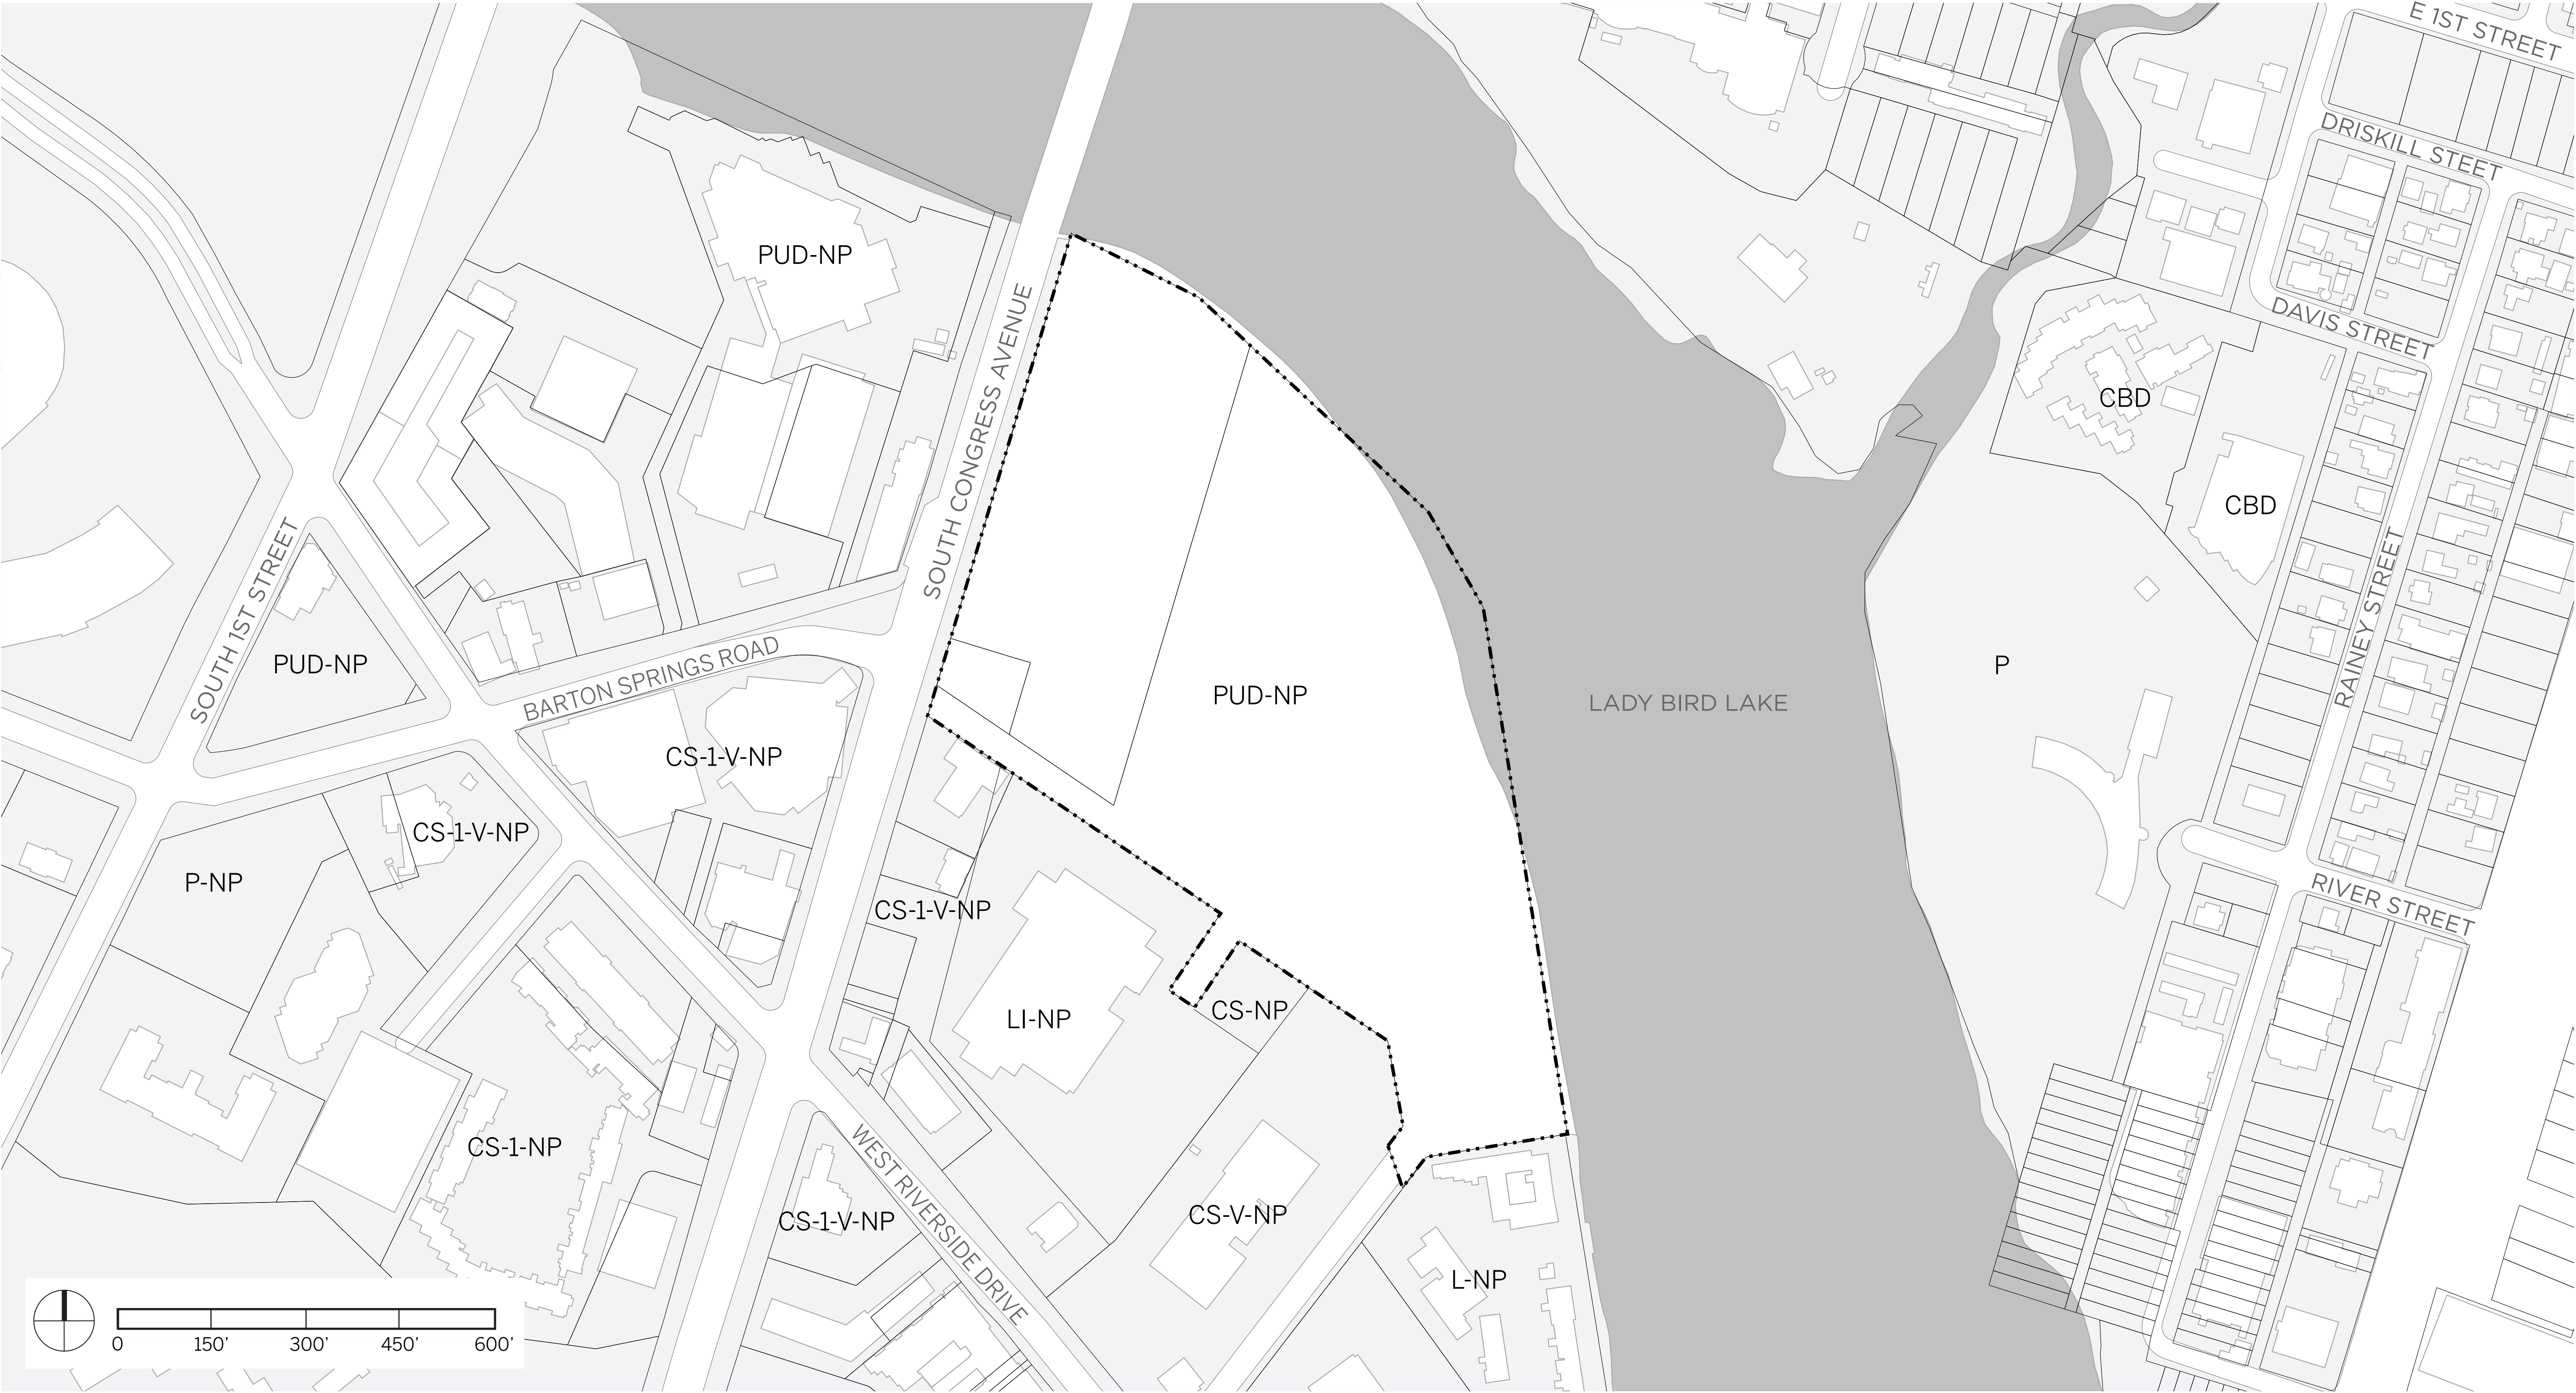 E 1ST STREET
DRISKILL STEET
PUD-NP
DAVIS STREET
CBD
SOUTH CONGRESS AVENUE
CBD
SOUTH 1ST STREET
RAINEY STREET
PUD-NP
BARTON SPRINGS ROAD
PUD-NP
LADY BIRD LAKE
P
CS-1-V-NP
CS-1-V-NP
P-NP
CS-1-V-NP
RIVER STREET
LI-NP
CS-NP
CS-1-NP
WEST RIVERSIDE DRIVE
CS-1-V-NP
CS-V-NP
L-NP
0 150' 300' 450' 600'